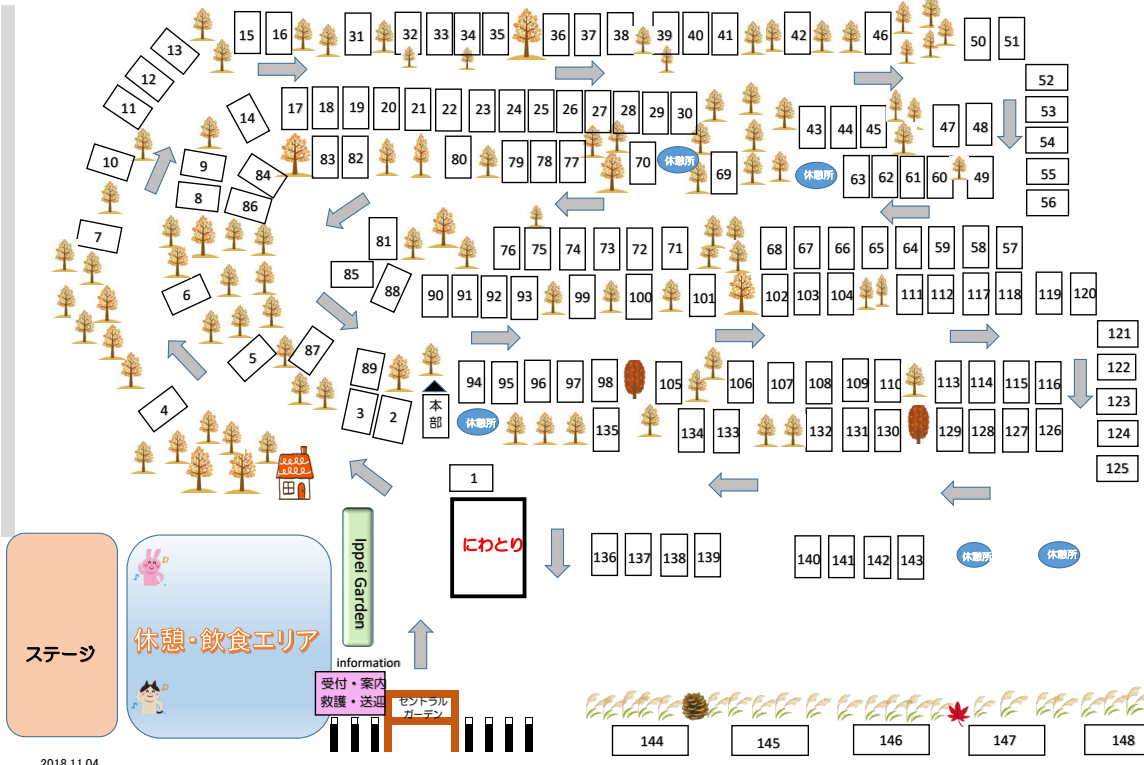 15 16 31 32 33 34 35 36 37 38 39 40 41 42 46 50 51
13
12
11
52
53
54
55
56
14 17 18 19 20 21 22 23 24 25 26 27 28 29 30 43 44 45 47 48
10 9 84 83 82 80 79 78 77 70 休憩所 69 休憩所 63 62 61 60 49
8 86
7 81 76 75 74 73 72 71 68 67 66 65 64 59 58 57
85
6 88 90 91 92 93 99 100 101 102 103 104 111 112 117 118 119 120
121
122
123
124
125
5 87 89 94 95 96 97 98 105 106 107 108 109 110 113 114 115 116
4 3 2 本部 休憩所 135 134 133 132 131 130 129 128 127 126
1
にわとり
136 137 138 139 140 141 142 143 休憩所 休憩所
Ippei Garden
ステージ
休憩・飲食エリア
information
受付・案内
救護・送迎
セントラル
ガーデン
144 145 146 147 148
2018.11.04